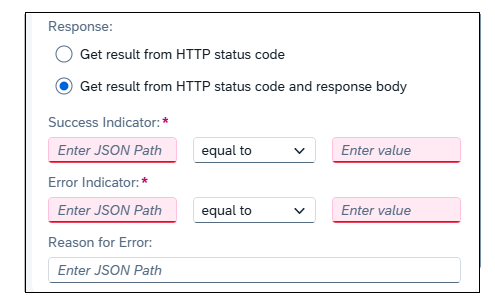 Response:
Get result from HTTP status code
Get result from HTTP status code and response body
Success Indicator:*
Enter JSON Path equal to Enter value
Error Indicator:*
Enter JSON Path equal to Enter value
Reason for Error:
Enter JSON Path